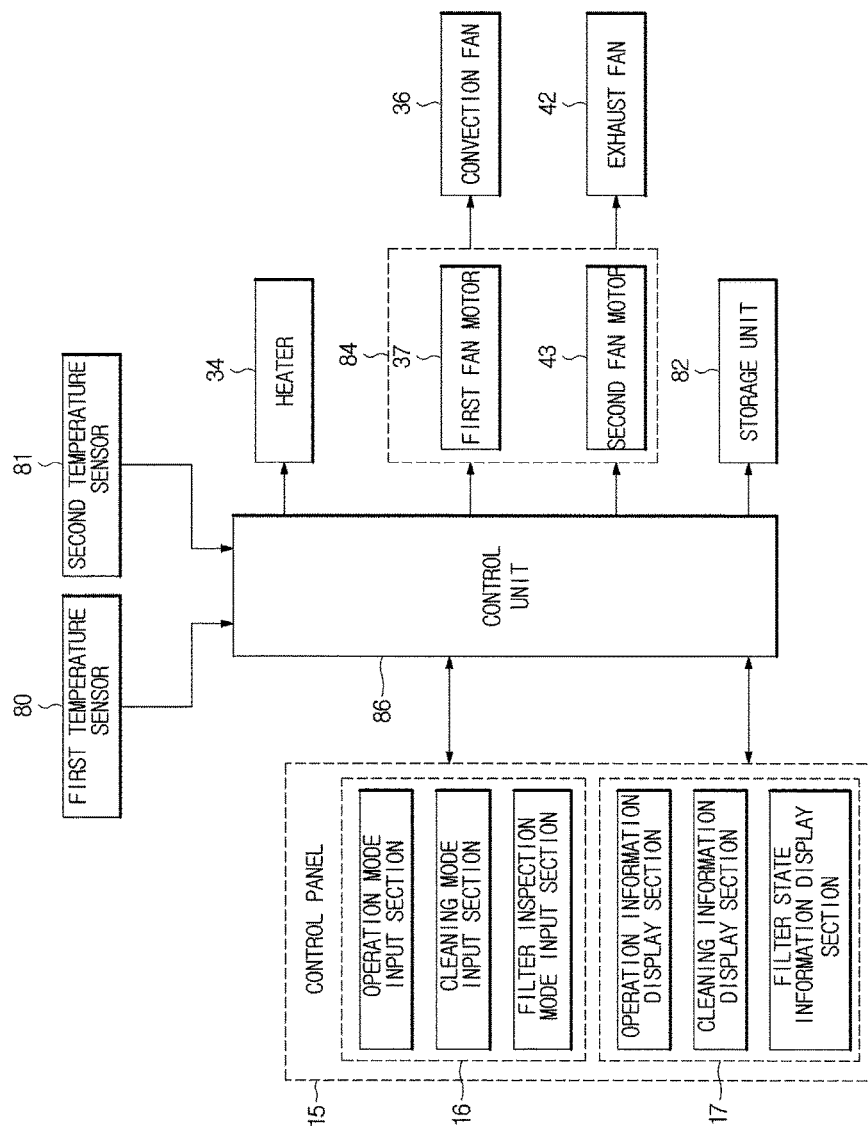 80
FIRST TEMPERATURE
SENSOR
81
SECOND TEMPERATURE
SENSOR
15
CONTROL PANEL
16
OPERATION MODE
INPUT SECTION
CLEANING MODE
INPUT SECTION
FILTER INSPECTION
MODE INPUT SECTION
17
OPERATION INFORMATION
DISPLAY SECTION
CLEANING INFORMATION
DISPLAY SECTION
FILTER STATE
INFORMATION DISPLAY
SECTION
86
CONTROL
UNIT
34
HEATER
84
37
FIRST FAN MOTOR
43
SECOND FAN MOTOR
82
STORAGE UNIT
36
CONVECTION FAN
42
EXHAUST FAN